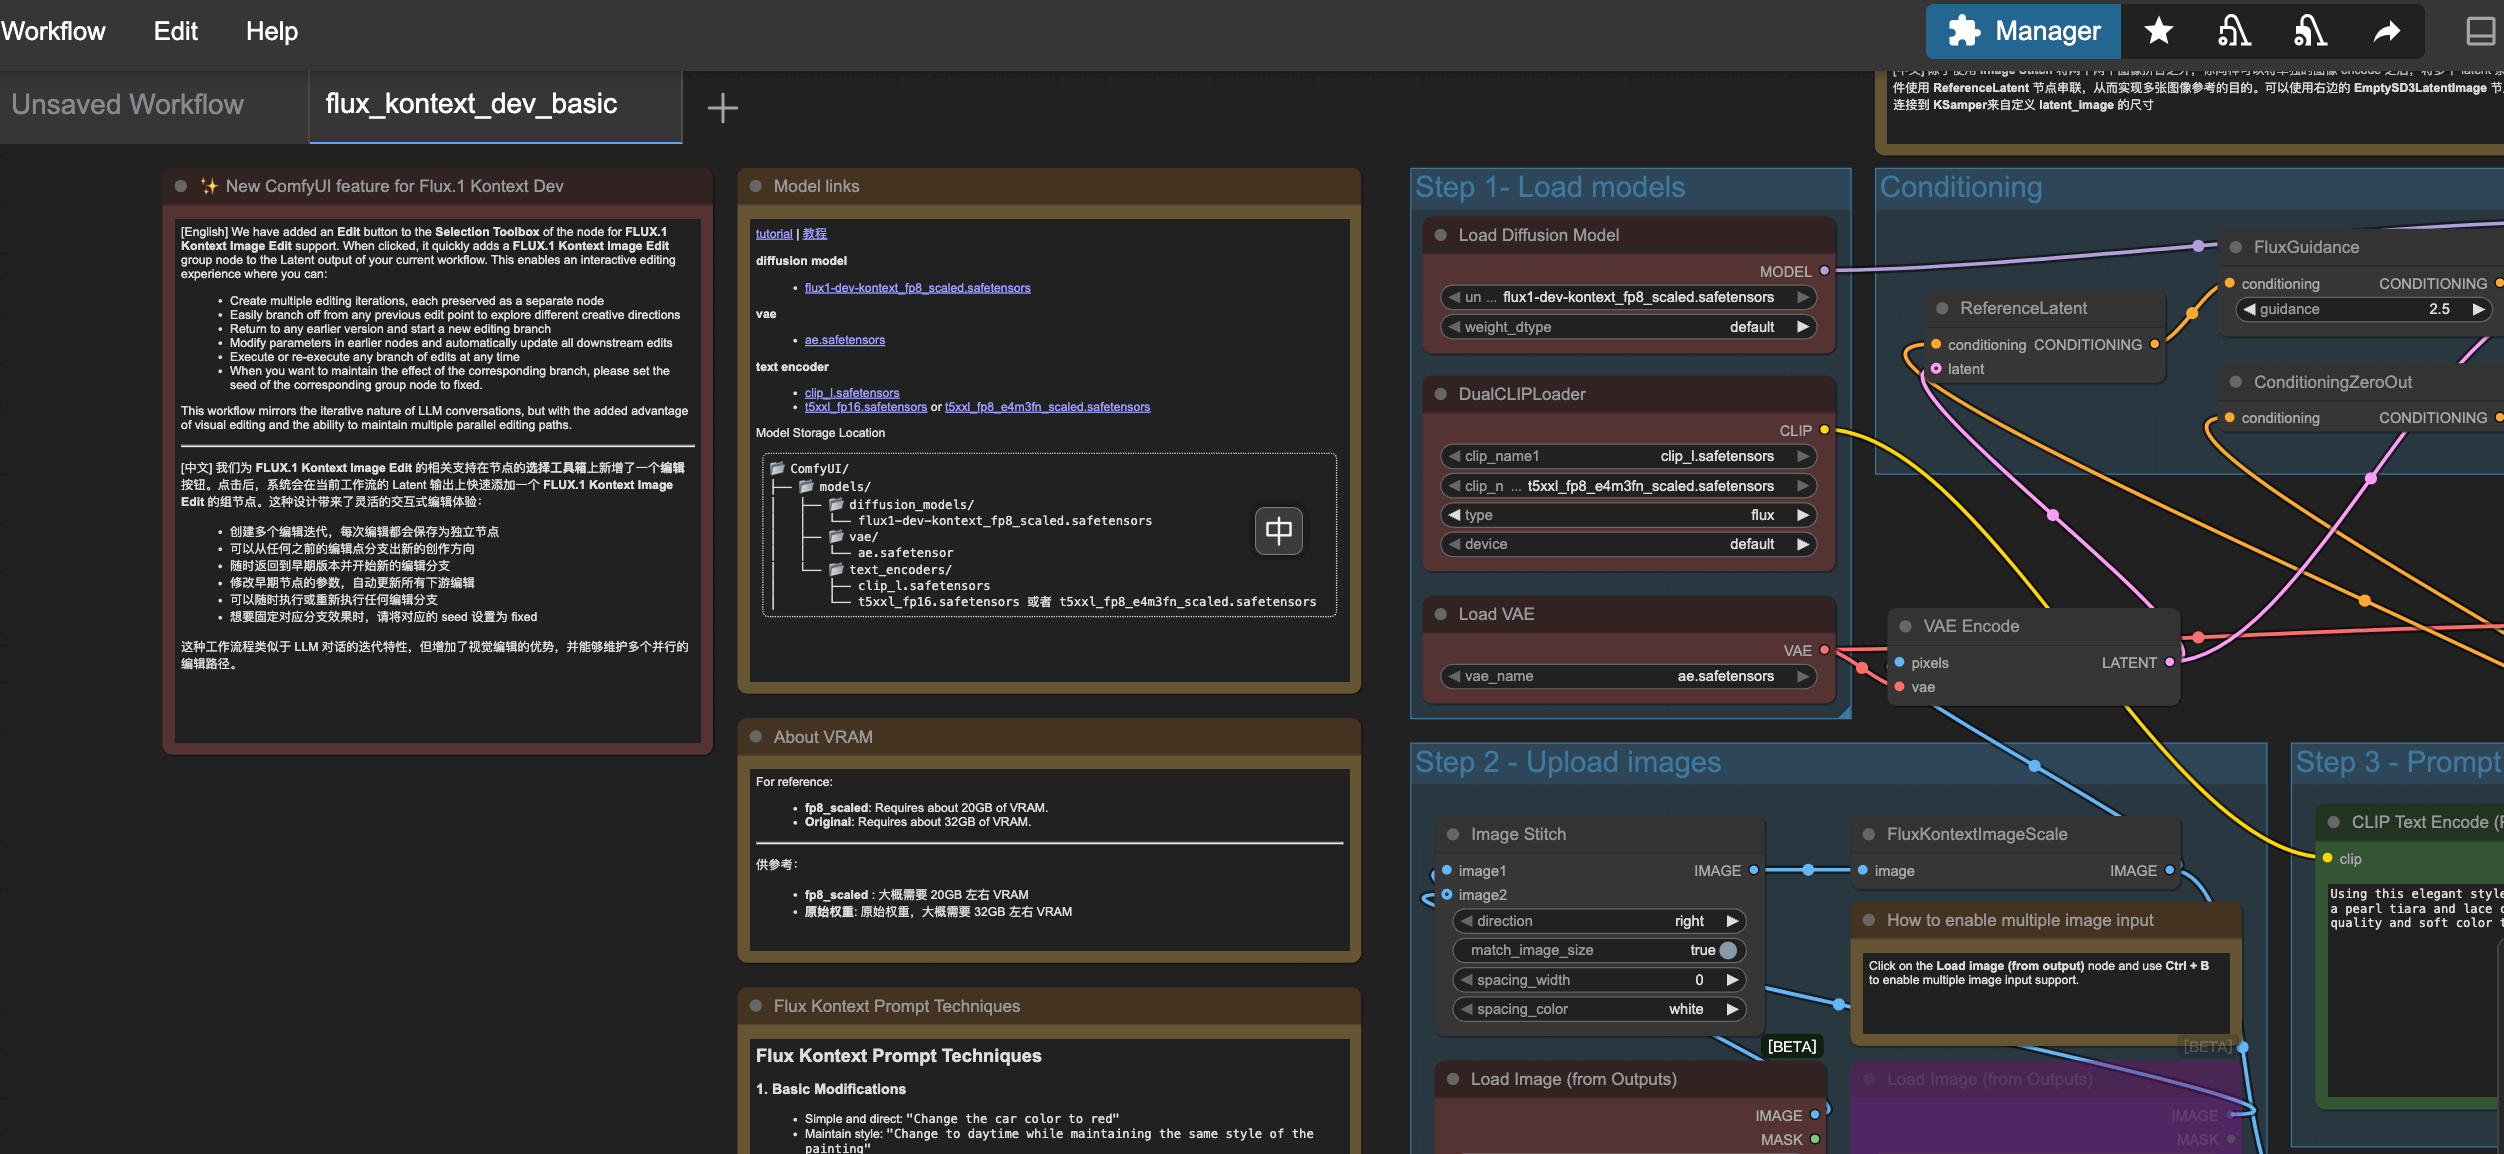 Workflow
Edit
Help
Manager
Unsaved Workflow
flux_kontext_dev_basic
件使用 ReferenceLatent 节点串联，从而实现多张图像参考的目的。可以使用右边的 EmptySD3LatentImage 节
连接到 KSamper来自定义 latent_image 的尺寸
✨ New ComfyUI feature for Flux.1 Kontext Dev
[English] We have added an Edit button to the Selection Toolbox of the node for FLUX.1
Kontext Image Edit support. When clicked, it quickly adds a FLUX.1 Kontext Image Edit
group node to the Latent output of your current workflow. This enables an interactive editing
experience where you can:
• Create multiple editing iterations, each preserved as a separate node
• Easily branch off from any previous edit point to explore different creative directions
• Return to any earlier version and start a new editing branch
• Modify parameters in earlier nodes and automatically update all downstream edits
• Execute or re-execute any branch of edits at any time
• When you want to maintain the effect of the corresponding branch, please set the
seed of the corresponding group node to fixed.
This workflow mirrors the iterative nature of LLM conversations, but with the added advantage
of visual editing and the ability to maintain multiple parallel editing paths.
[中文] 我们为 FLUX.1 Kontext Image Edit 的相关支持在节点的选择工具箱上新增了一个编辑
按钮。点击后，系统会在当前工作流的 Latent 输出上快速添加一个 FLUX.1 Kontext Image
Edit 的组节点。这种设计带来了灵活的交互式编辑体验：
• 创建多个编辑迭代，每次编辑都会保存为独立节点
• 可以从任何之前的编辑点分支出新的创作方向
• 随时返回到早期版本并开始新的编辑分支
• 修改早期节点的参数，自动更新所有下游编辑
• 可以随时执行或重新执行任何编辑分支
• 想要固定对应分支效果时，请将对应的 seed 设置为 fixed
这种工作流程类似于 LLM 对话的迭代特性，但增加了视觉编辑的优势，并能够维护多个并行的
编辑路径。
Model links
tutorial | 教程
diffusion model
• flux1-dev-kontext_fp8_scaled.safetensors
vae
• ae.safetensors
text encoder
• clip_l.safetensors
• t5xxl_fp16.safetensors or t5xxl_fp8_e4m3fn_scaled.safetensors
Model Storage Location
📂 ComfyUI/
├── 📂 models/
│   ├── 📂 diffusion_models/
│   │   └── flux1-dev-kontext_fp8_scaled.safetensors
│   ├── 📂 vae/
│   │   └── ae.safetensor
│   └── 📂 text_encoders/
│       ├── clip_l.safetensors
│       └── t5xxl_fp16.safetensors 或者 t5xxl_fp8_e4m3fn_scaled.safetensors
中
About VRAM
For reference:
• fp8_scaled: Requires about 20GB of VRAM.
• Original: Requires about 32GB of VRAM.
供参考：
• fp8_scaled : 大概需要 20GB 左右 VRAM
• 原始权重: 原始权重，大概需要 32GB 左右 VRAM
Flux Kontext Prompt Techniques
Flux Kontext Prompt Techniques
1. Basic Modifications
• Simple and direct: "Change the car color to red"
• Maintain style: "Change to daytime while maintaining the same style of the
painting"
Step 1- Load models
Load Diffusion Model
MODEL
un ... flux1-dev-kontext_fp8_scaled.safetensors
weight_dtype default
DualCLIPLoader
CLIP
clip_name1 clip_l.safetensors
clip_n ... t5xxl_fp8_e4m3fn_scaled.safetensors
type flux
device default
Load VAE
VAE
vae_name ae.safetensors
Conditioning
FluxGuidance
conditioning CONDITIONING
guidance 2.5
ReferenceLatent
conditioning CONDITIONING
latent
ConditioningZeroOut
conditioning CONDITIONING
VAE Encode
pixels LATENT
vae
Step 2 - Upload images
Image Stitch
image1 IMAGE
image2
direction right
match_image_size true
spacing_width 0
spacing_color white
FluxKontextImageScale
image IMAGE
How to enable multiple image input
Click on the Load image (from output) node and use Ctrl + B
to enable multiple image input support.
[BETA]
[BETA]
Load Image (from Outputs)
IMAGE
MASK
Load Image (from Outputs)
IMAGE
MASK
Step 3 - Prompt
CLIP Text Encode (
clip
Using this elegant style
a pearl tiara and lace
quality and soft color